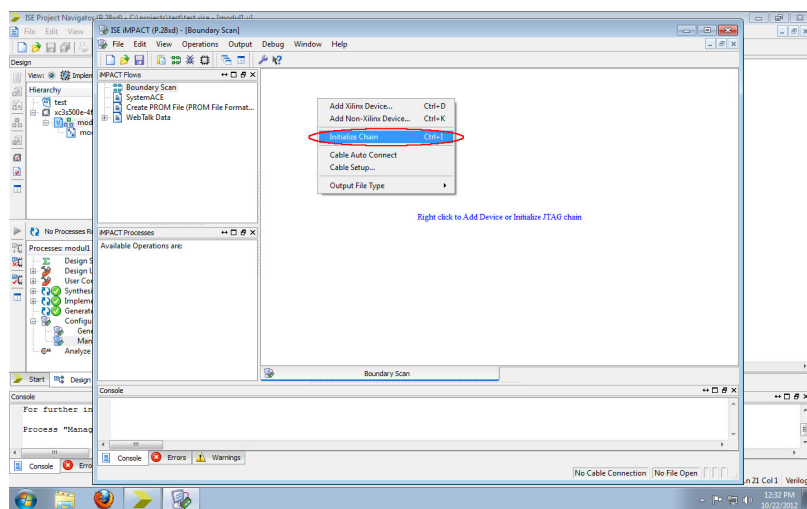 ISE Project Navigator (P.28xd) - C:\projects\test\test.xise - [modul1.v]
File Edit View
Design
View: Implem
Hierarchy
test
xc3s500e-4f
mod
mo
No Processes Ru
Processes: modul1
Design S
Design U
User Con
Synthesi
Impleme
Generate
Configu
Gene
Man
Analyze
Start Design
Console
For further in
Process "Manag
Console Erro
ISE iMPACT (P.28xd) - [Boundary Scan]
File Edit View Operations Output Debug Window Help
iMPACT Flows
Boundary Scan
SystemACE
Create PROM File (PROM File Format...
WebTalk Data
iMPACT Processes
Available Operations are:
Add Xilinx Device... Ctrl+D
Add Non-Xilinx Device... Ctrl+K
Initialize Chain Ctrl+I
Cable Auto Connect
Cable Setup...
Output File Type
Right click to Add Device or Initialize JTAG chain
Boundary Scan
Console
Console Errors Warnings
No Cable Connection No File Open
Ln 21 Col 1 Verilog
12:32 PM
10/22/2012